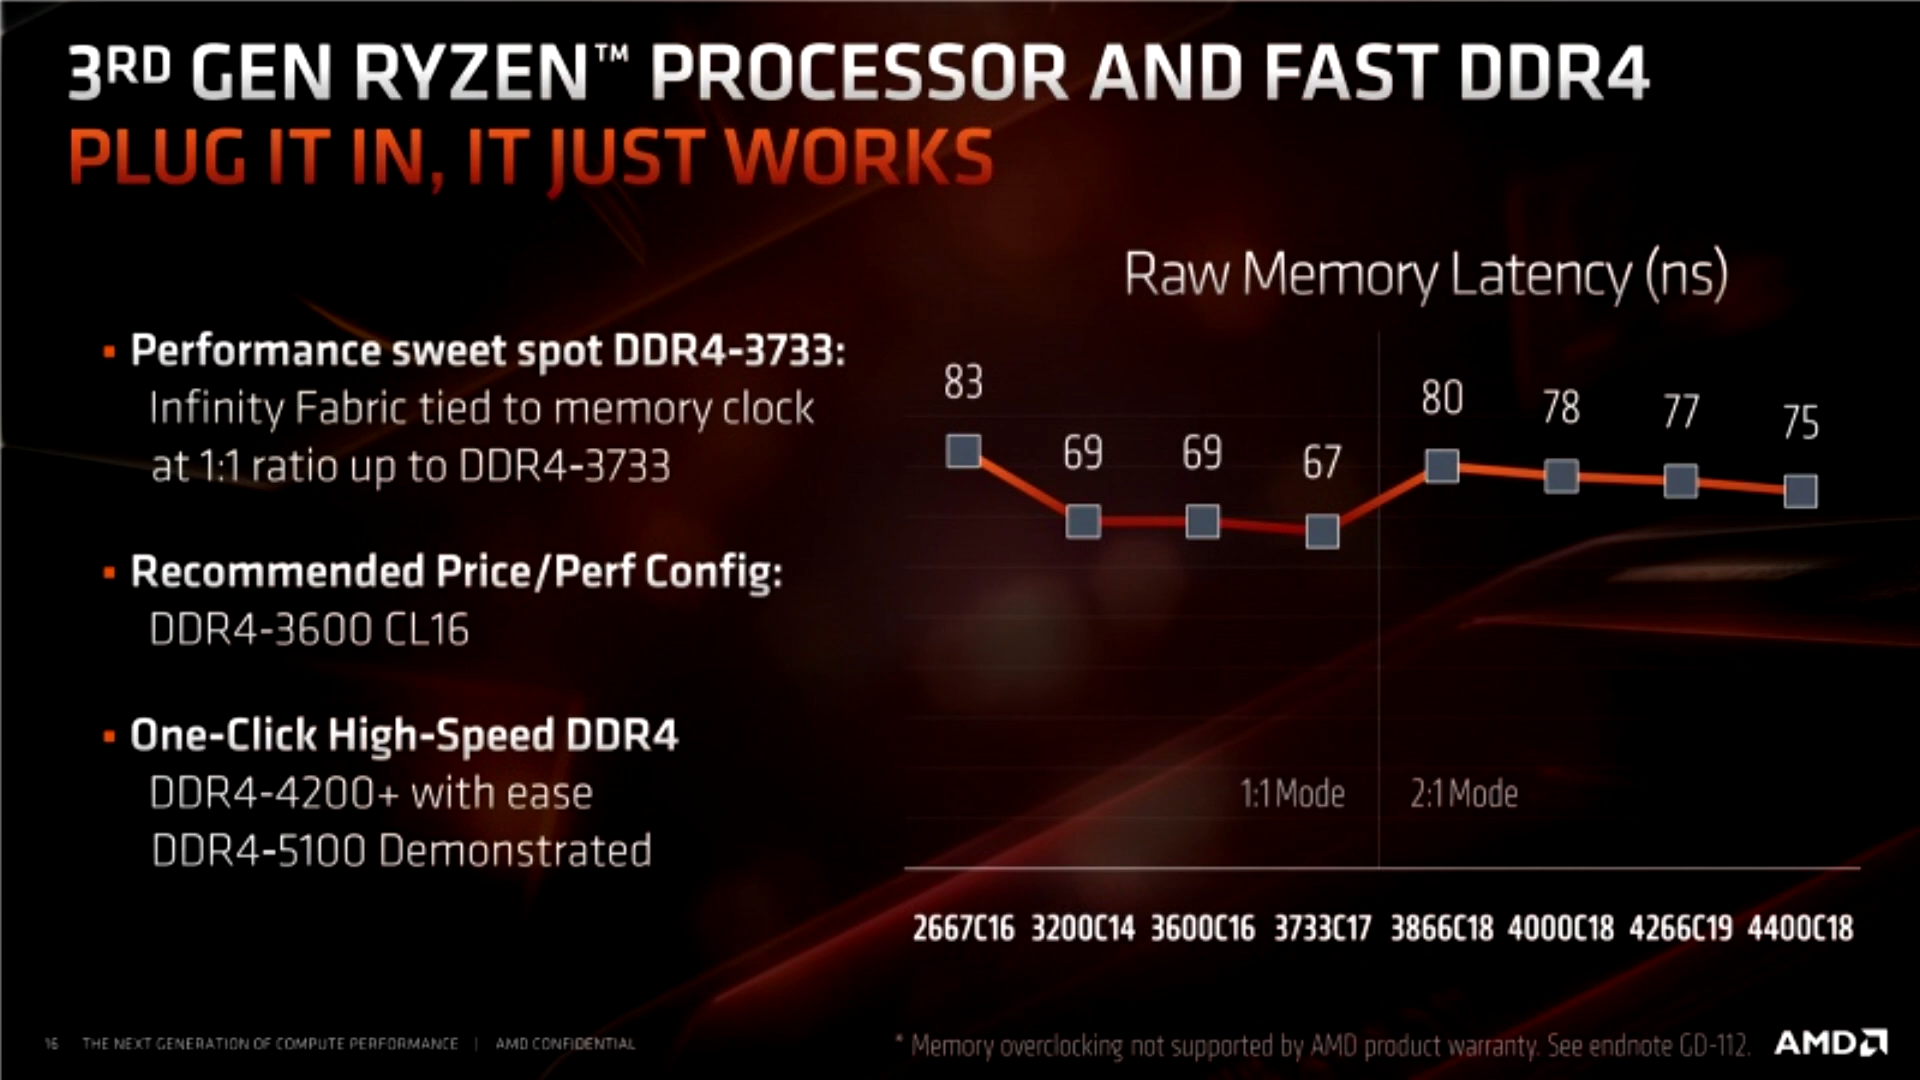 3RD GEN RYZEN™ PROCESSOR AND FAST DDR4
PLUG IT IN, IT JUST WORKS
▪ Performance sweet spot DDR4-3733:
Infinity Fabric tied to memory clock
at 1:1 ratio up to DDR4-3733
▪ Recommended Price/Perf Config:
DDR4-3600 CL16
▪ One-Click High-Speed DDR4
DDR4-4200+ with ease
DDR4-5100 Demonstrated
Raw Memory Latency (ns)
83 69 69 67 80 78 77 75
1:1 Mode 2:1 Mode
2667C16 3200C14 3600C16 3733C17 3866C18 4000C18 4266C19 4400C18
16 THE NEXT GENERATION OF COMPUTE PERFORMANCE | AMD CONFIDENTIAL
* Memory overclocking not supported by AMD product warranty. See endnote GD-112.
AMD